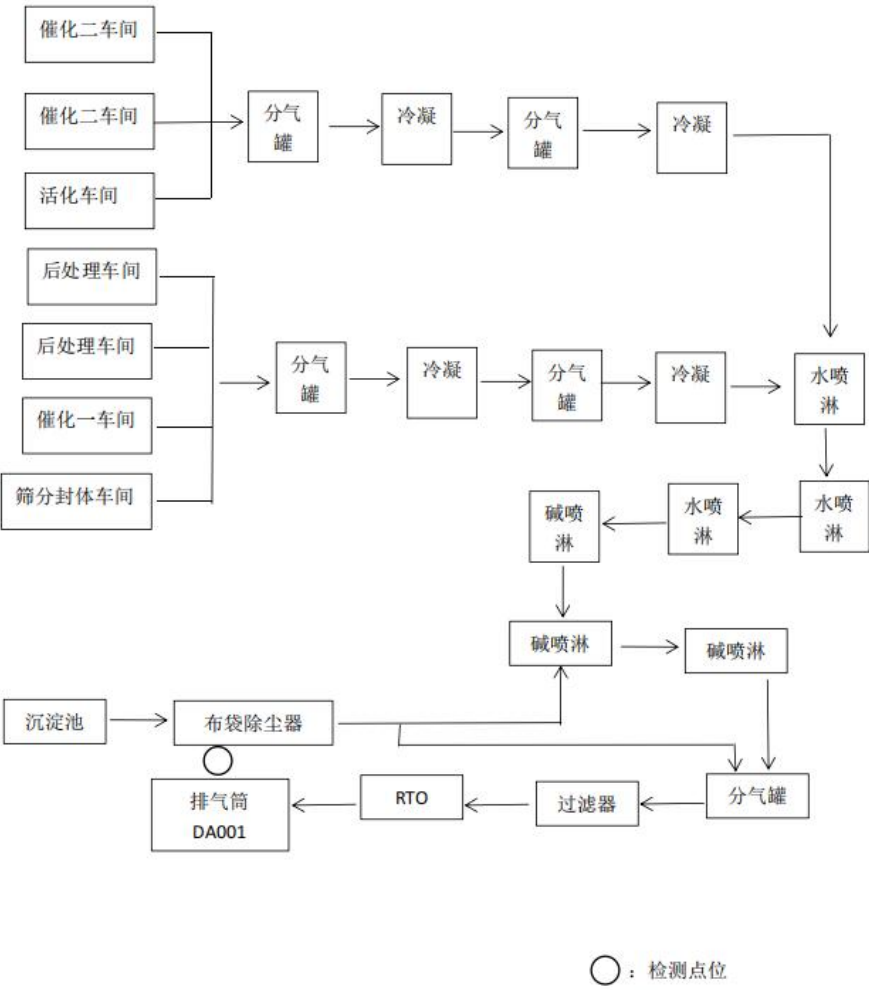 催化二车间
催化二车间
活化车间
分气
罐
冷凝
分气
罐
冷凝
后处理车间
后处理车间
催化一车间
筛分封体车间
分气
罐
冷凝
分气
罐
冷凝
水喷
淋
水喷
淋
水喷
淋
碱喷
淋
碱喷淋
碱喷淋
沉淀池
布袋除尘器
分气罐
过滤器
RTO
排气筒
DA001
：检测点位